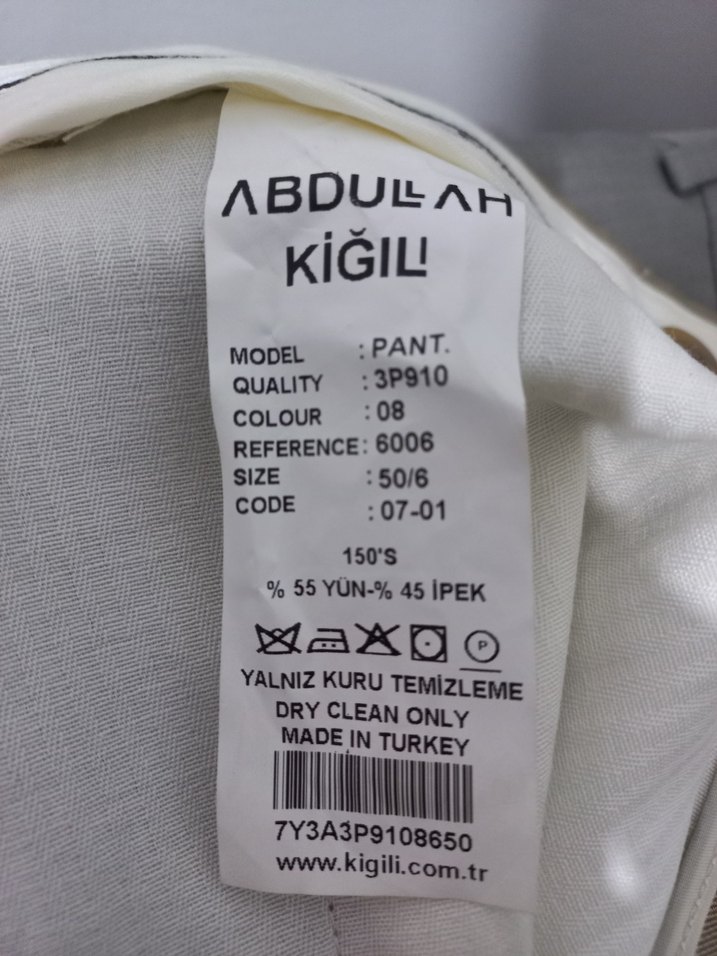 ABDULLAH
KİĞILI
MODEL : PANT.
QUALITY : 3P910
COLOUR : 08
REFERENCE: 6006
SIZE : 50/6
CODE : 07-01
150'S
% 55 YÜN-% 45 İPEK
P
YALNIZ KURU TEMİZLEME
DRY CLEAN ONLY
MADE IN TURKEY
7Y3A3P9108650
www.kigili.com.tr